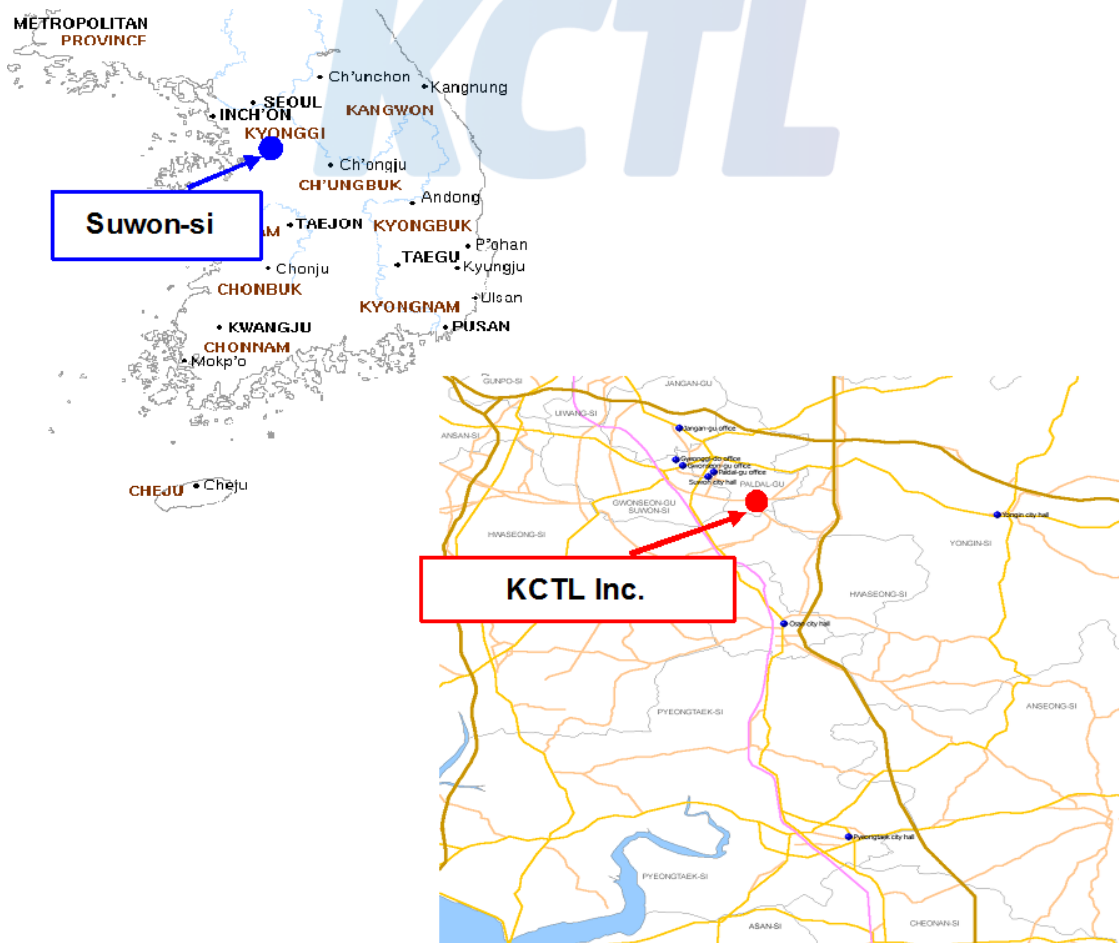 KCTL
METROPOLITAN
PROVINCE
Ch'unchon
Kangnung
SEOUL
KANGWON
INCH'ON
KYONGGI
Ch'ongju
CH'UNGBUK
Suwon-si
Andong
TAEJON
KYONGBUK
AM
P'ohan
TAEGU
Kyungju
Chonju
CHONBUK
Ulsan
KYONGNAM
KWANGJU
PUSAN
CHONNAM
Mokp'o
CHEJU
Cheju
GUNPO-SI
JANGAN-GU
UIWANG-SI
Jangan-gu office
ANSAN-SI
Gyeonggi-do office
Gwonseon-gu office
Paldal-gu office
Suwon city hall
PALDAL-GU
GWONSEON-GU
SUWON-SI
Yongin city hall
HWASEONG-SI
YONGIN-SI
KCTL Inc.
HWASEONG-SI
Osan city hall
PYEONGTAEK-SI
ANSEONG-SI
Pyeongtaek city hall
PYEONGTAEK-SI
ASAN-SI
CHEONAN-SI